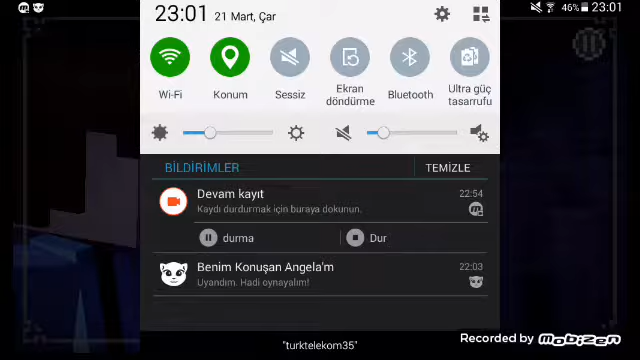 46% 23:01
23:01 21 Mart, Çar
Wi-Fi
Konum
Sessiz
Ekran
döndürme
Bluetooth
Ultra güç
tasarrufu
BİLDİRİMLER
TEMİZLE
Devam kayıt
22:54
Kaydı durdurmak için buraya dokunun.
durma
Dur
Benim Konuşan Angela'm
22:03
Uyandım. Hadi oynayalım!
"turktelekom35"
Recorded by Mobizen